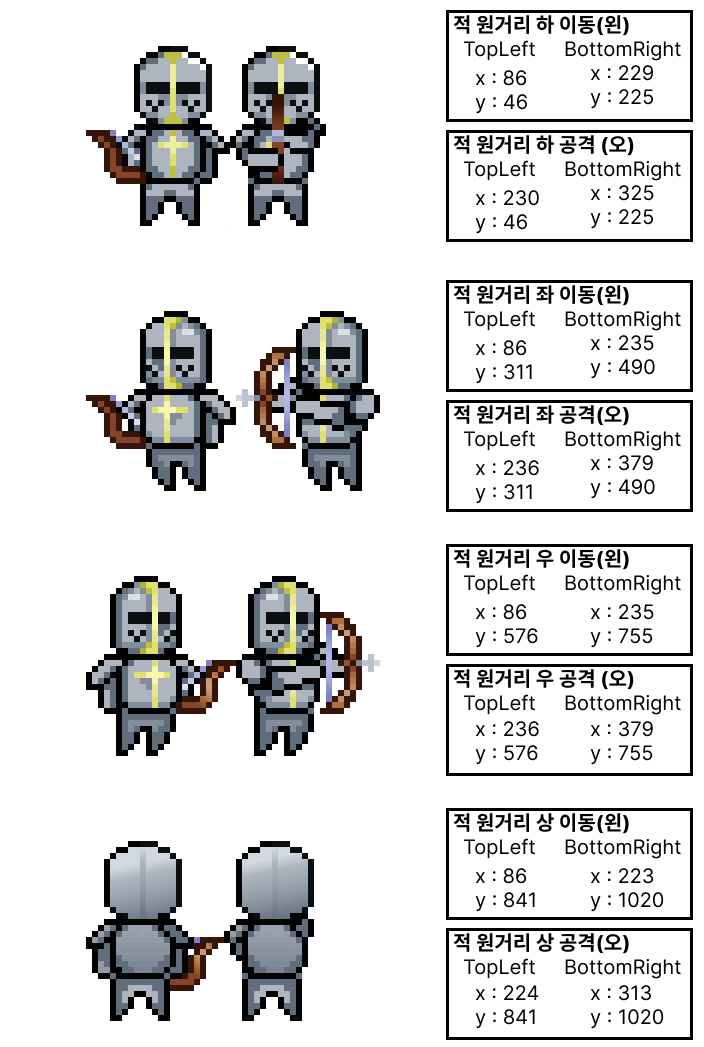 적 원거리 하 이동(왼)
TopLeft BottomRight
x : 86 x : 229
y : 46 y : 225
적 원거리 하 공격 (오)
TopLeft BottomRight
x : 230 x : 325
y : 46 y : 225
적 원거리 좌 이동(왼)
TopLeft BottomRight
x : 86 x : 235
y : 311 y : 490
적 원거리 좌 공격(오)
TopLeft BottomRight
x : 236 x : 379
y : 311 y : 490
적 원거리 우 이동(왼)
TopLeft BottomRight
x : 86 x : 235
y : 576 y : 755
적 원거리 우 공격 (오)
TopLeft BottomRight
x : 236 x : 379
y : 576 y : 755
적 원거리 상 이동(왼)
TopLeft BottomRight
x : 86 x : 223
y : 841 y : 1020
적 원거리 상 공격(오)
TopLeft BottomRight
x : 224 x : 313
y : 841 y : 1020